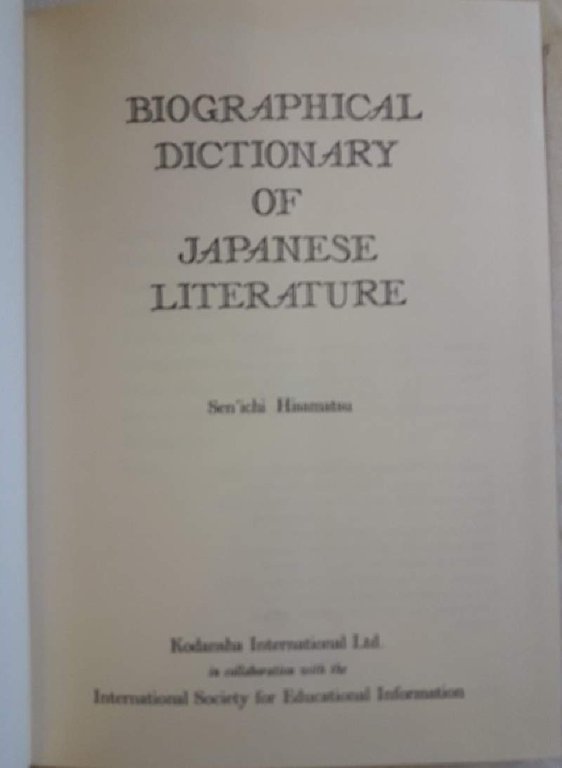 BIOGRAPHICAL
DICTIONARY
OF
JAPANESE
LITERATURE
Sen'ichi Hisamatsu
Kodansha International Ltd.
in collaboration with the
International Society for Educational Information